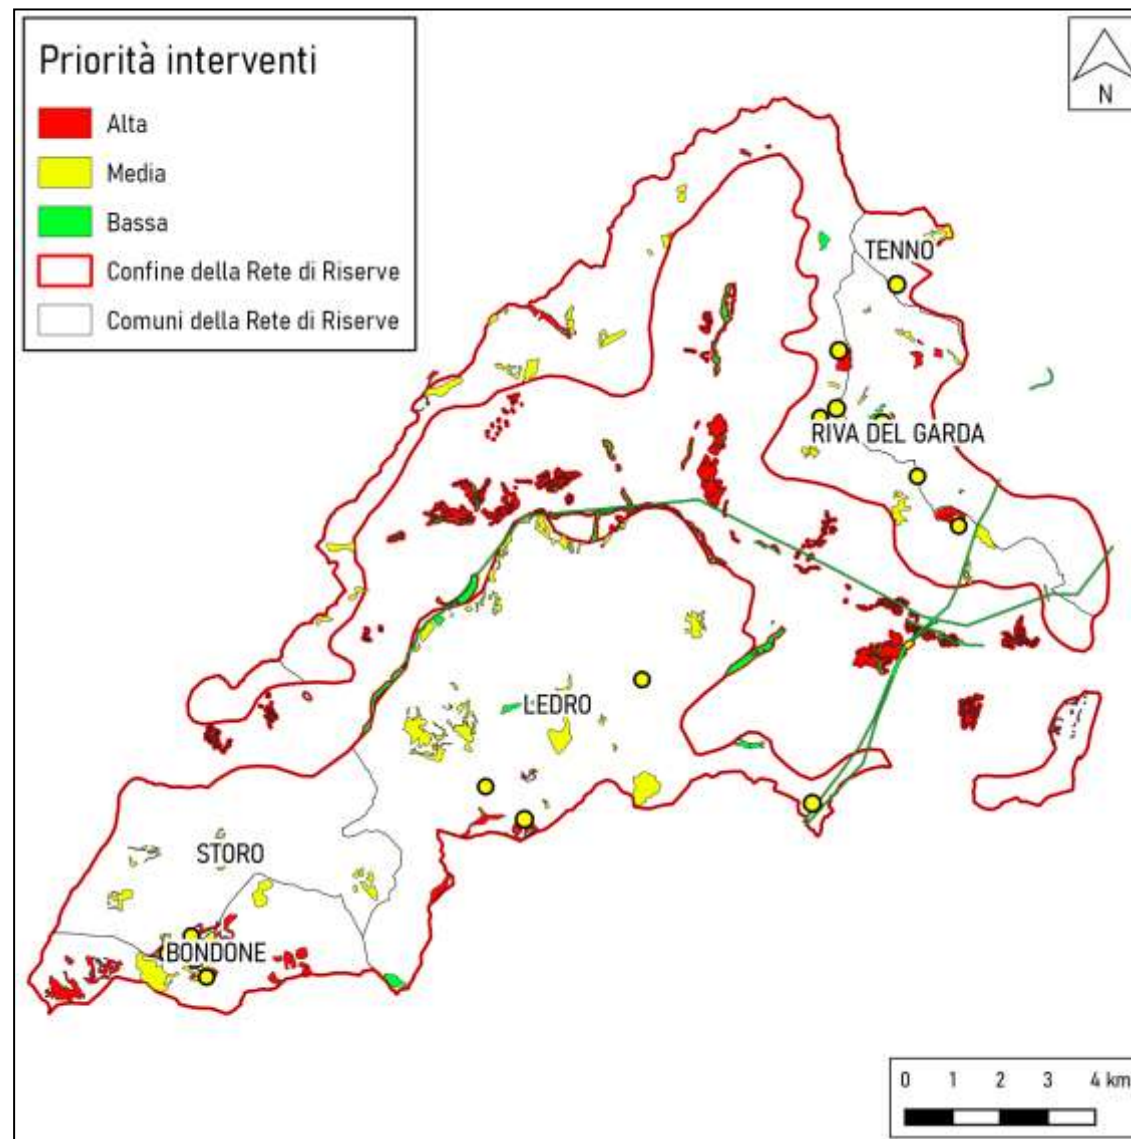 Priorità interventi
Alta
Media
Bassa
Confine della Rete di Riserve
Comuni della Rete di Riserve
N
TENNO
RIVA DEL GARDA
LEDRO
STORO
BONDONE
0 1 2 3 4 km